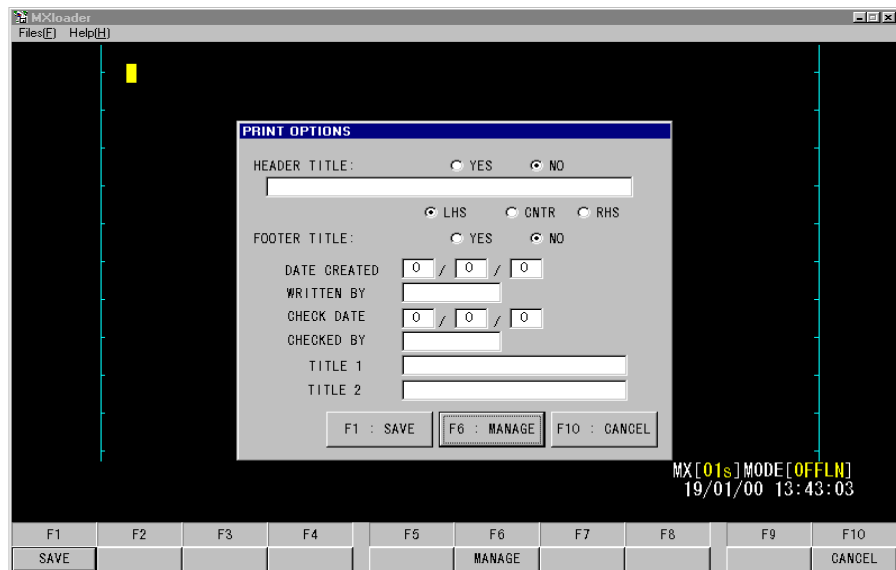 MXloader
Files(F) Help(H)
PRINT OPTIONS
HEADER TITLE: YES NO
LHS CNTR RHS
FOOTER TITLE: YES NO
DATE CREATED 0 / 0 / 0
WRITTEN BY
CHECK DATE 0 / 0 / 0
CHECKED BY
TITLE 1
TITLE 2
F1 : SAVE F6 : MANAGE F10 : CANCEL
MX[01s]MODE[OFFLN]
19/01/00 13:43:03
F1 F2 F3 F4 F5 F6 F7 F8 F9 F10
SAVE MANAGE CANCEL